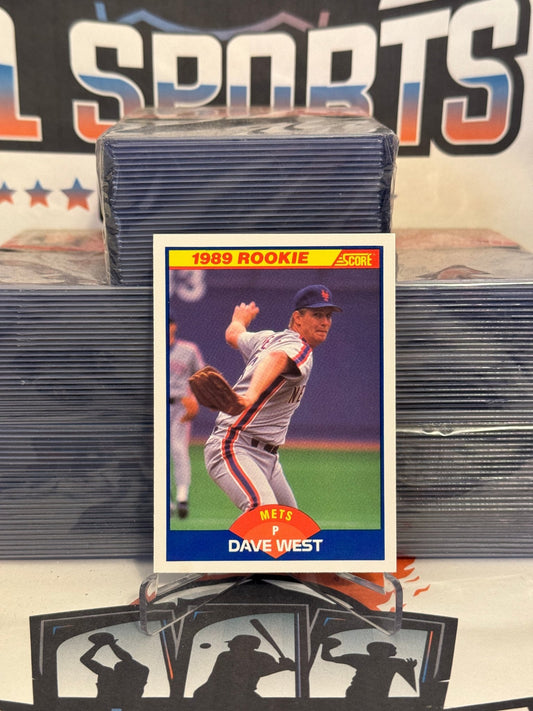 SPORTS
1989 ROOKIE SCORE
METS
P
DAVE WEST